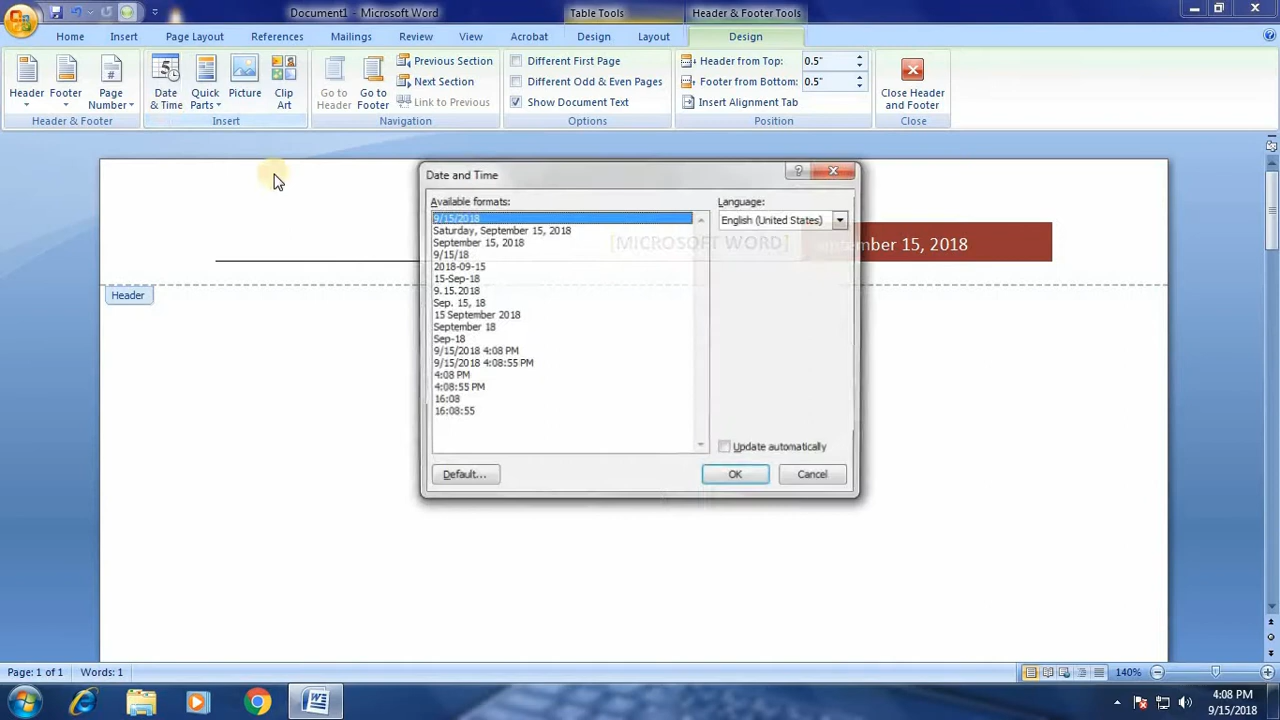 Document1 - Microsoft Word
Table Tools
Header & Footer Tools
Home
Insert
Page Layout
References
Mailings
Review
View
Acrobat
Design
Layout
Design
Header
Footer
Page
Number
Header & Footer
Date
& Time
Quick
Parts
Picture
Clip
Art
Insert
Go to
Header
Go to
Footer
Previous Section
Next Section
Link to Previous
Navigation
Different First Page
Different Odd & Even Pages
Show Document Text
Options
Header from Top: 0.5"
Footer from Bottom: 0.5"
Insert Alignment Tab
Position
Close Header
and Footer
Close
Date and Time
Available formats:
9/15/2018
Saturday, September 15, 2018
September 15, 2018
9/15/18
2018-09-15
15-Sep-18
9.15.2018
Sep. 15, 18
15 September 2018
September 18
Sep-18
9/15/2018 4:08 PM
9/15/2018 4:08:55 PM
4:08 PM
4:08:55 PM
16:08
16:08:55
Language:
English (United States)
Update automatically
Default...
OK
Cancel
[MICROSOFT WORD]
September 15, 2018
Header
Page: 1 of 1
Words: 1
140%
4:08 PM
9/15/2018